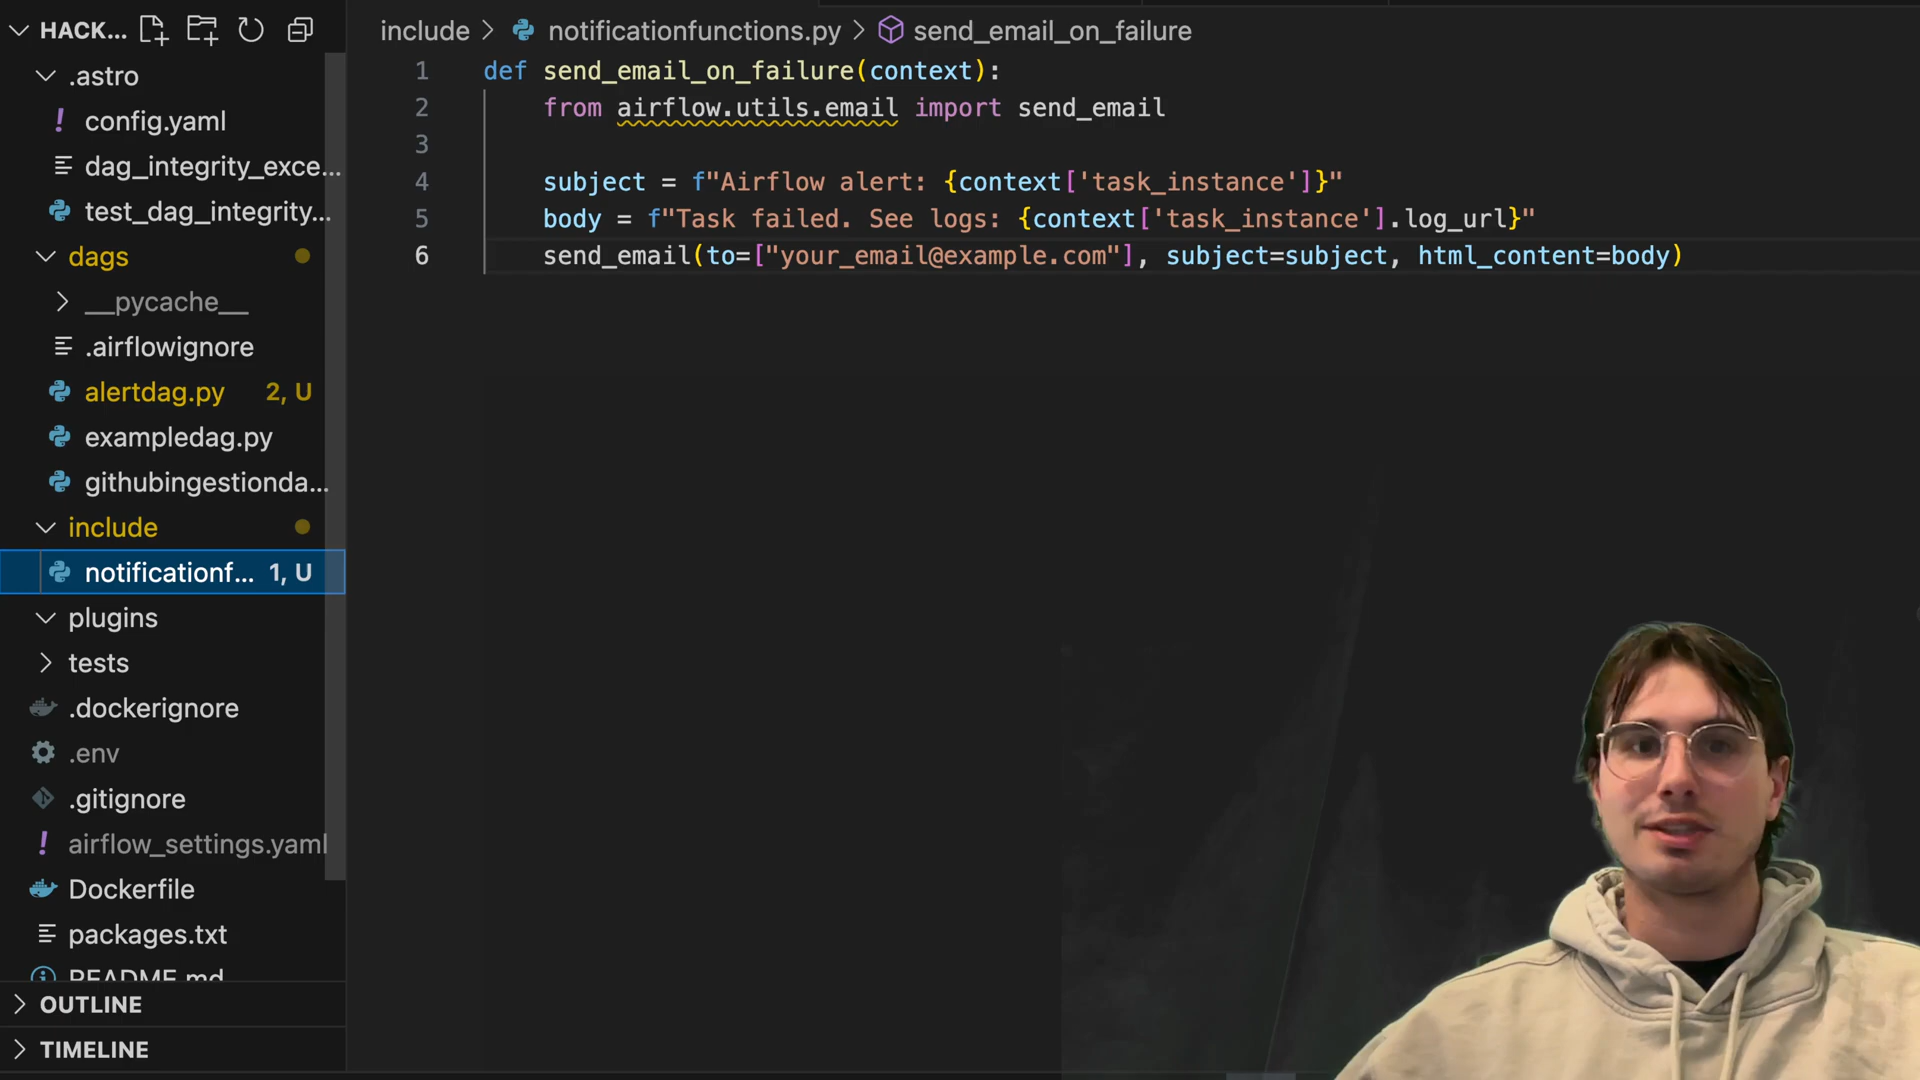 HACK...
.astro
config.yaml
dag_integrity_exce...
test_dag_integrity...
dags
__pycache__
.airflowignore
alertdag.py 2, U
exampledag.py
githubingestionda...
include
notificationf... 1, U
plugins
tests
.dockerignore
.env
.gitignore
airflow_settings.yaml
Dockerfile
packages.txt
README.md
OUTLINE
TIMELINE
include > notificationfunctions.py > send_email_on_failure
1 def send_email_on_failure(context):
2 from airflow.utils.email import send_email
3
4 subject = f"Airflow alert: {context['task_instance']}"
5 body = f"Task failed. See logs: {context['task_instance'].log_url}"
6 send_email(to=["your_email@example.com"], subject=subject, html_content=body)